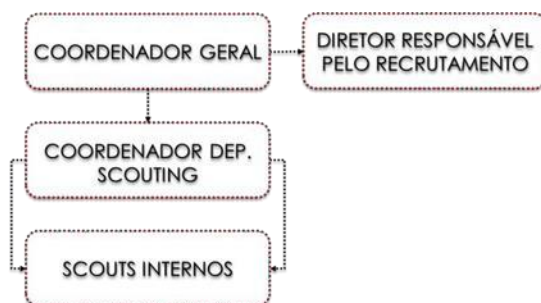 COORDENADOR GERAL
DIRETOR RESPONSÁVEL
PELO RECRUTAMENTO
COORDENADOR DEP.
SCOUTING
SCOUTS INTERNOS